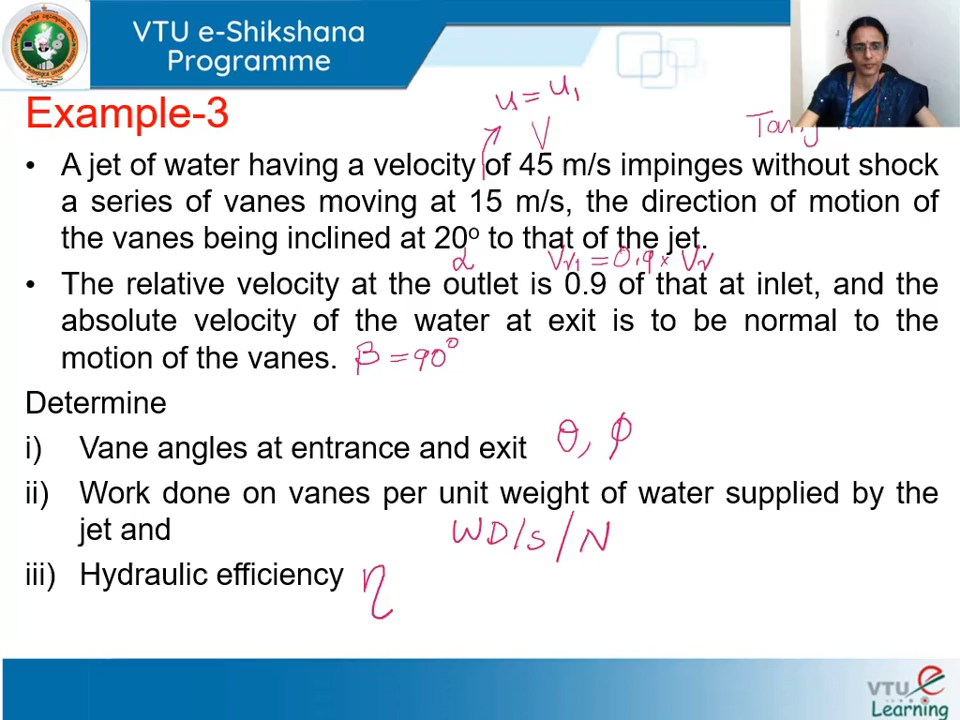 VTU e-Shikshana
Programme
u = u1
V
Example-3
• A jet of water having a velocity of 45 m/s impinges without shock
a series of vanes moving at 15 m/s, the direction of motion of
the vanes being inclined at 20o to that of the jet.
α Vr1 = 0.9 × Vr
• The relative velocity at the outlet is 0.9 of that at inlet, and the
absolute velocity of the water at exit is to be normal to the
motion of the vanes. β = 90°
Determine
i) Vane angles at entrance and exit θ, φ
ii) Work done on vanes per unit weight of water supplied by the
jet and WD/s/N
iii) Hydraulic efficiency η
VTU e
Learning